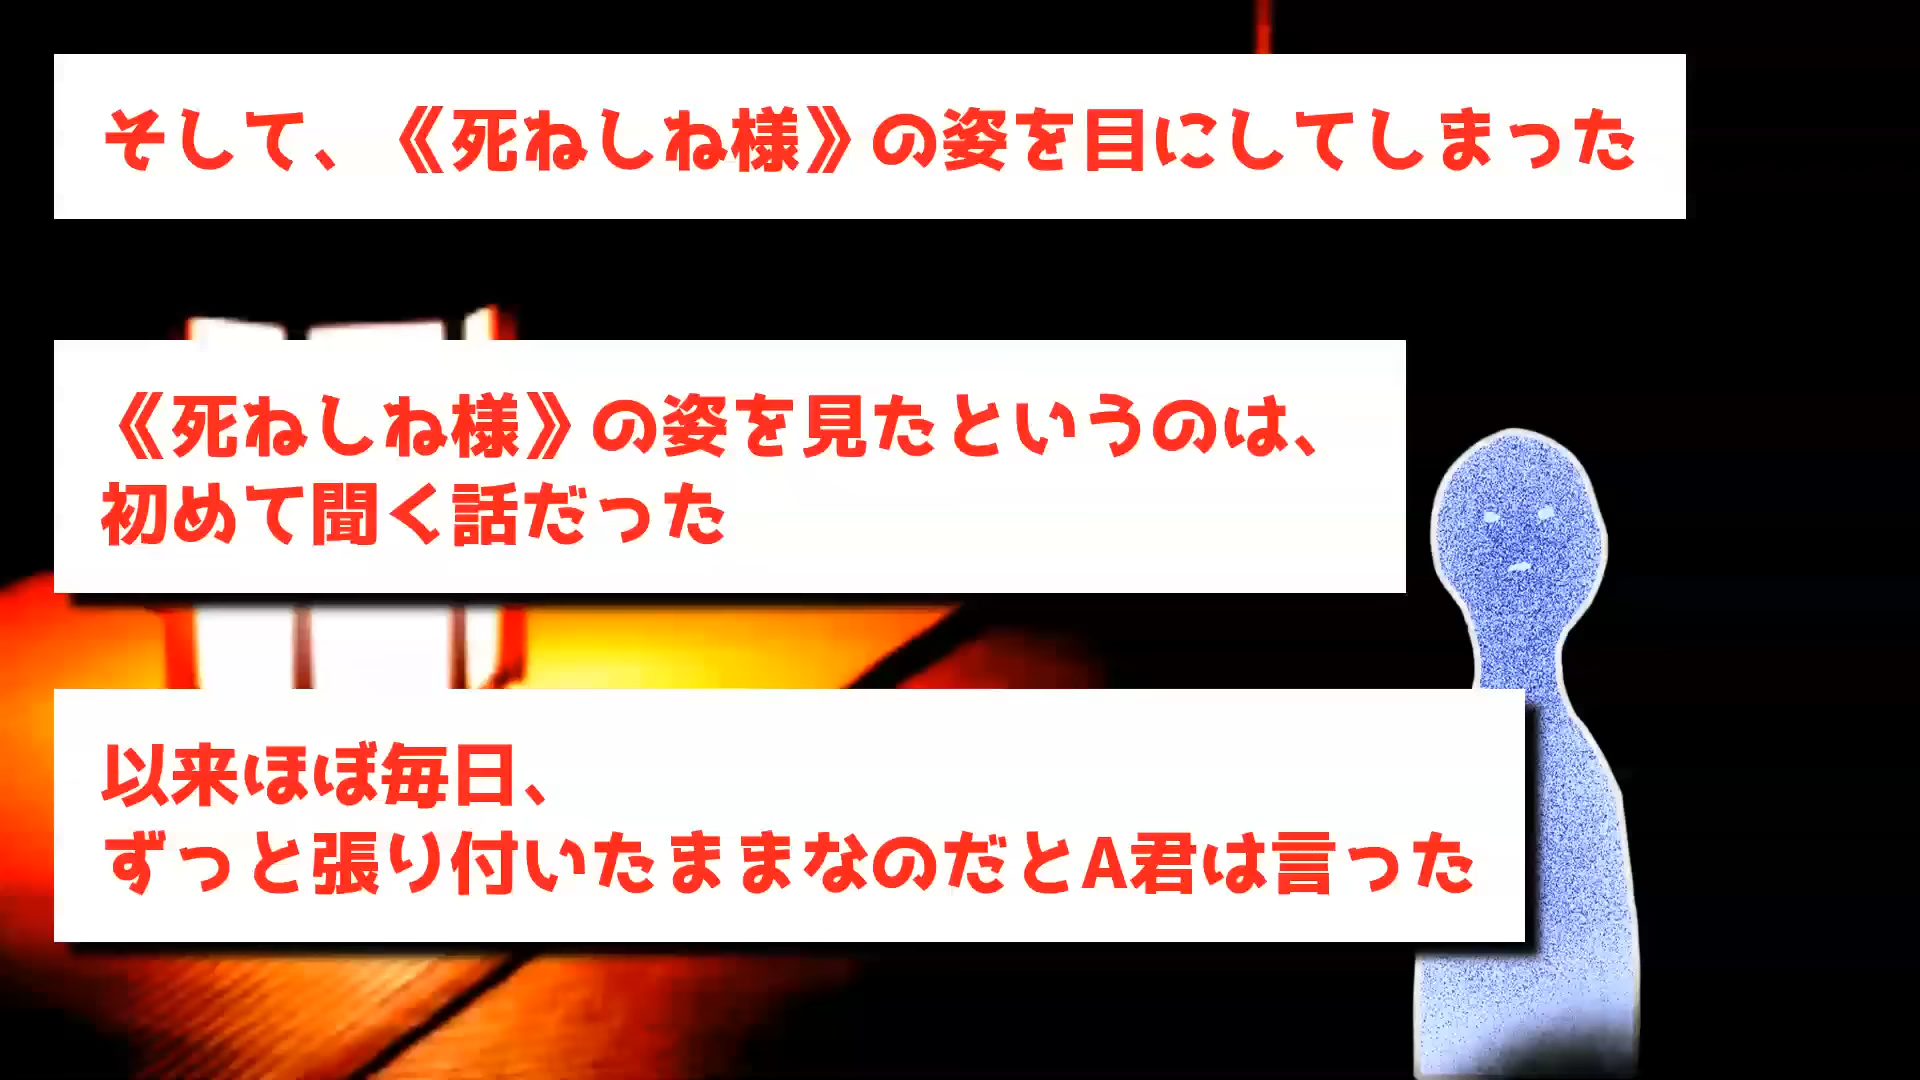 そして、《死ねしね様》の姿を目にしてしまった
《死ねしね様》の姿を見たというのは、
初めて聞く話だった
以来ほぼ毎日、
ずっと張り付いたままなのだとA君は言った